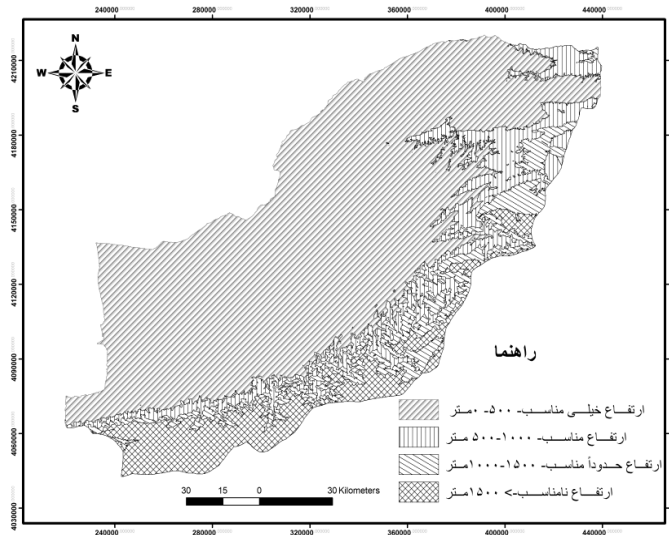 240000 280000 320000 360000 400000 440000
N
W E
S
4210000
4180000
4150000
4120000
4090000
4060000
4030000
راهنما
ارتفاع خیلی مناسب- ۵۰۰- ۰متر
ارتفاع مناسب- ۱۰۰۰-۵۰۰ متر
ارتفاع حدوداً مناسب- ۱۵۰۰-۱۰۰۰متر
ارتفاع نامناسب-> ۱۵۰۰متر
30 15 0 30 Kilometers
240000 280000 320000 360000 400000 440000